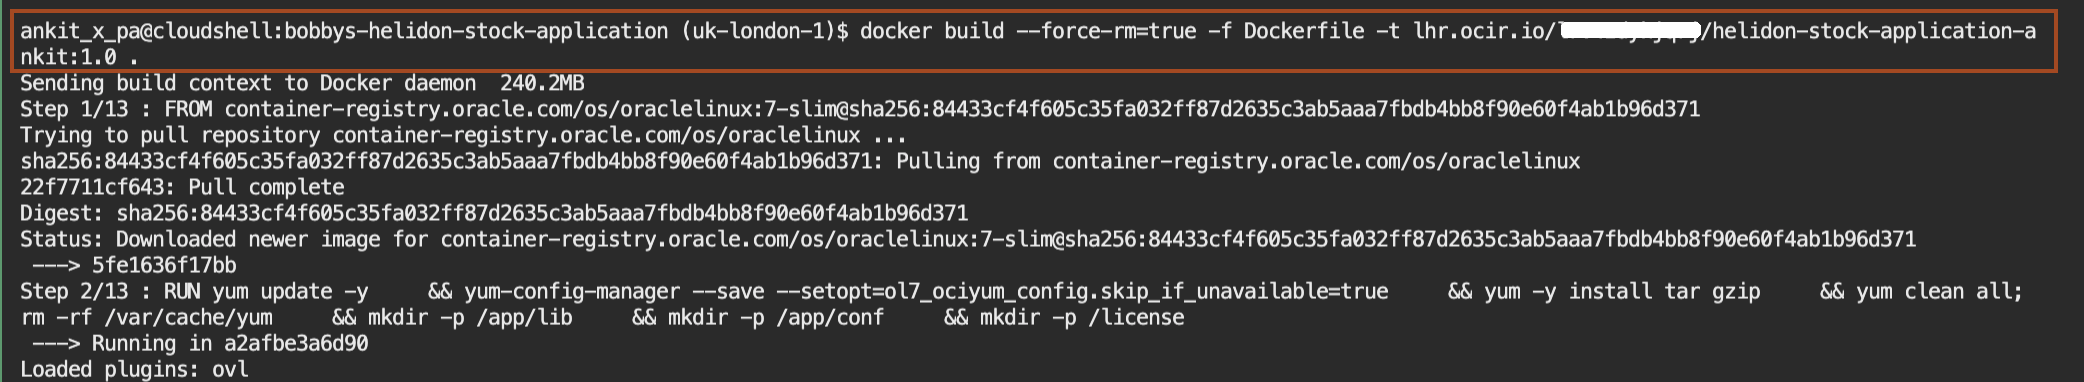 ankit_x_pa@cloudshell:bobbys-helidon-stock-application (uk-london-1)$ docker build --force-rm=true -f Dockerfile -t lhr.ocir.io/ /helidon-stock-application-a
nkit:1.0 .
Sending build context to Docker daemon  240.2MB
Step 1/13 : FROM container-registry.oracle.com/os/oraclelinux:7-slim@sha256:84433cf4f605c35fa032ff87d2635c3ab5aaa7fbdb4bb8f90e60f4ab1b96d371
Trying to pull repository container-registry.oracle.com/os/oraclelinux ...
sha256:84433cf4f605c35fa032ff87d2635c3ab5aaa7fbdb4bb8f90e60f4ab1b96d371: Pulling from container-registry.oracle.com/os/oraclelinux
22f7711cf643: Pull complete
Digest: sha256:84433cf4f605c35fa032ff87d2635c3ab5aaa7fbdb4bb8f90e60f4ab1b96d371
Status: Downloaded newer image for container-registry.oracle.com/os/oraclelinux:7-slim@sha256:84433cf4f605c35fa032ff87d2635c3ab5aaa7fbdb4bb8f90e60f4ab1b96d371
 ---> 5fe1636f17bb
Step 2/13 : RUN yum update -y     && yum-config-manager --save --setopt=ol7_ociyum_config.skip_if_unavailable=true     && yum -y install tar gzip     && yum clean all;
rm -rf /var/cache/yum     && mkdir -p /app/lib     && mkdir -p /app/conf     && mkdir -p /license
 ---> Running in a2afbe3a6d90
Loaded plugins: ovl